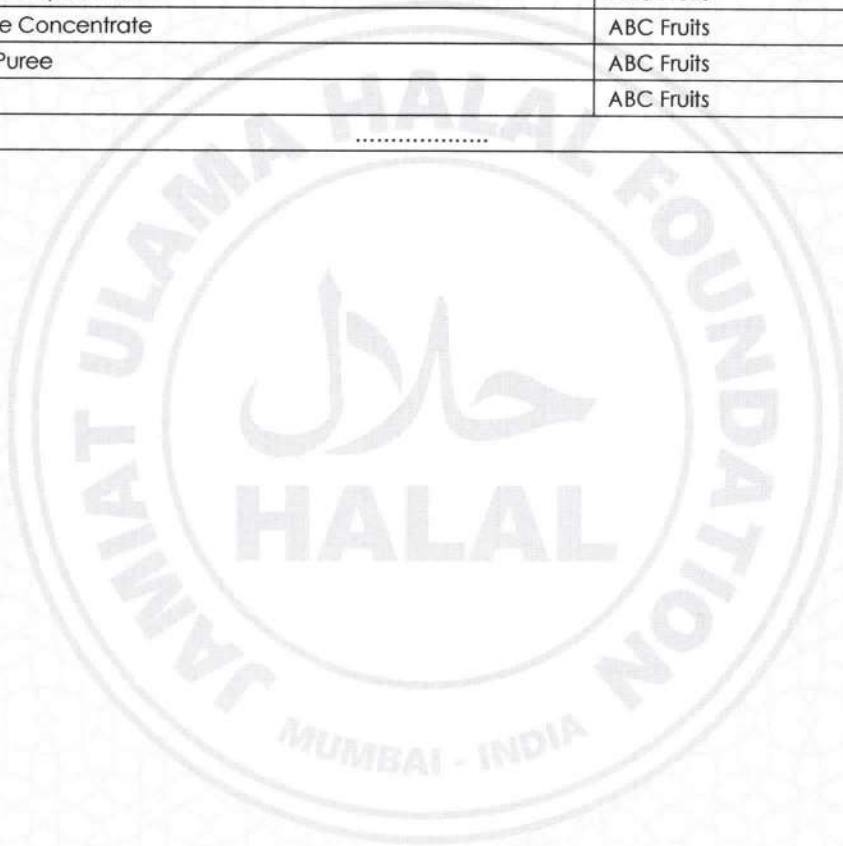 e Concentrate
ABC Fruits
Puree
ABC Fruits
ABC Fruits
..................
JAMIAT ULAMA HALAL FOUNDATION
حلال
HALAL
MUMBAI - INDIA